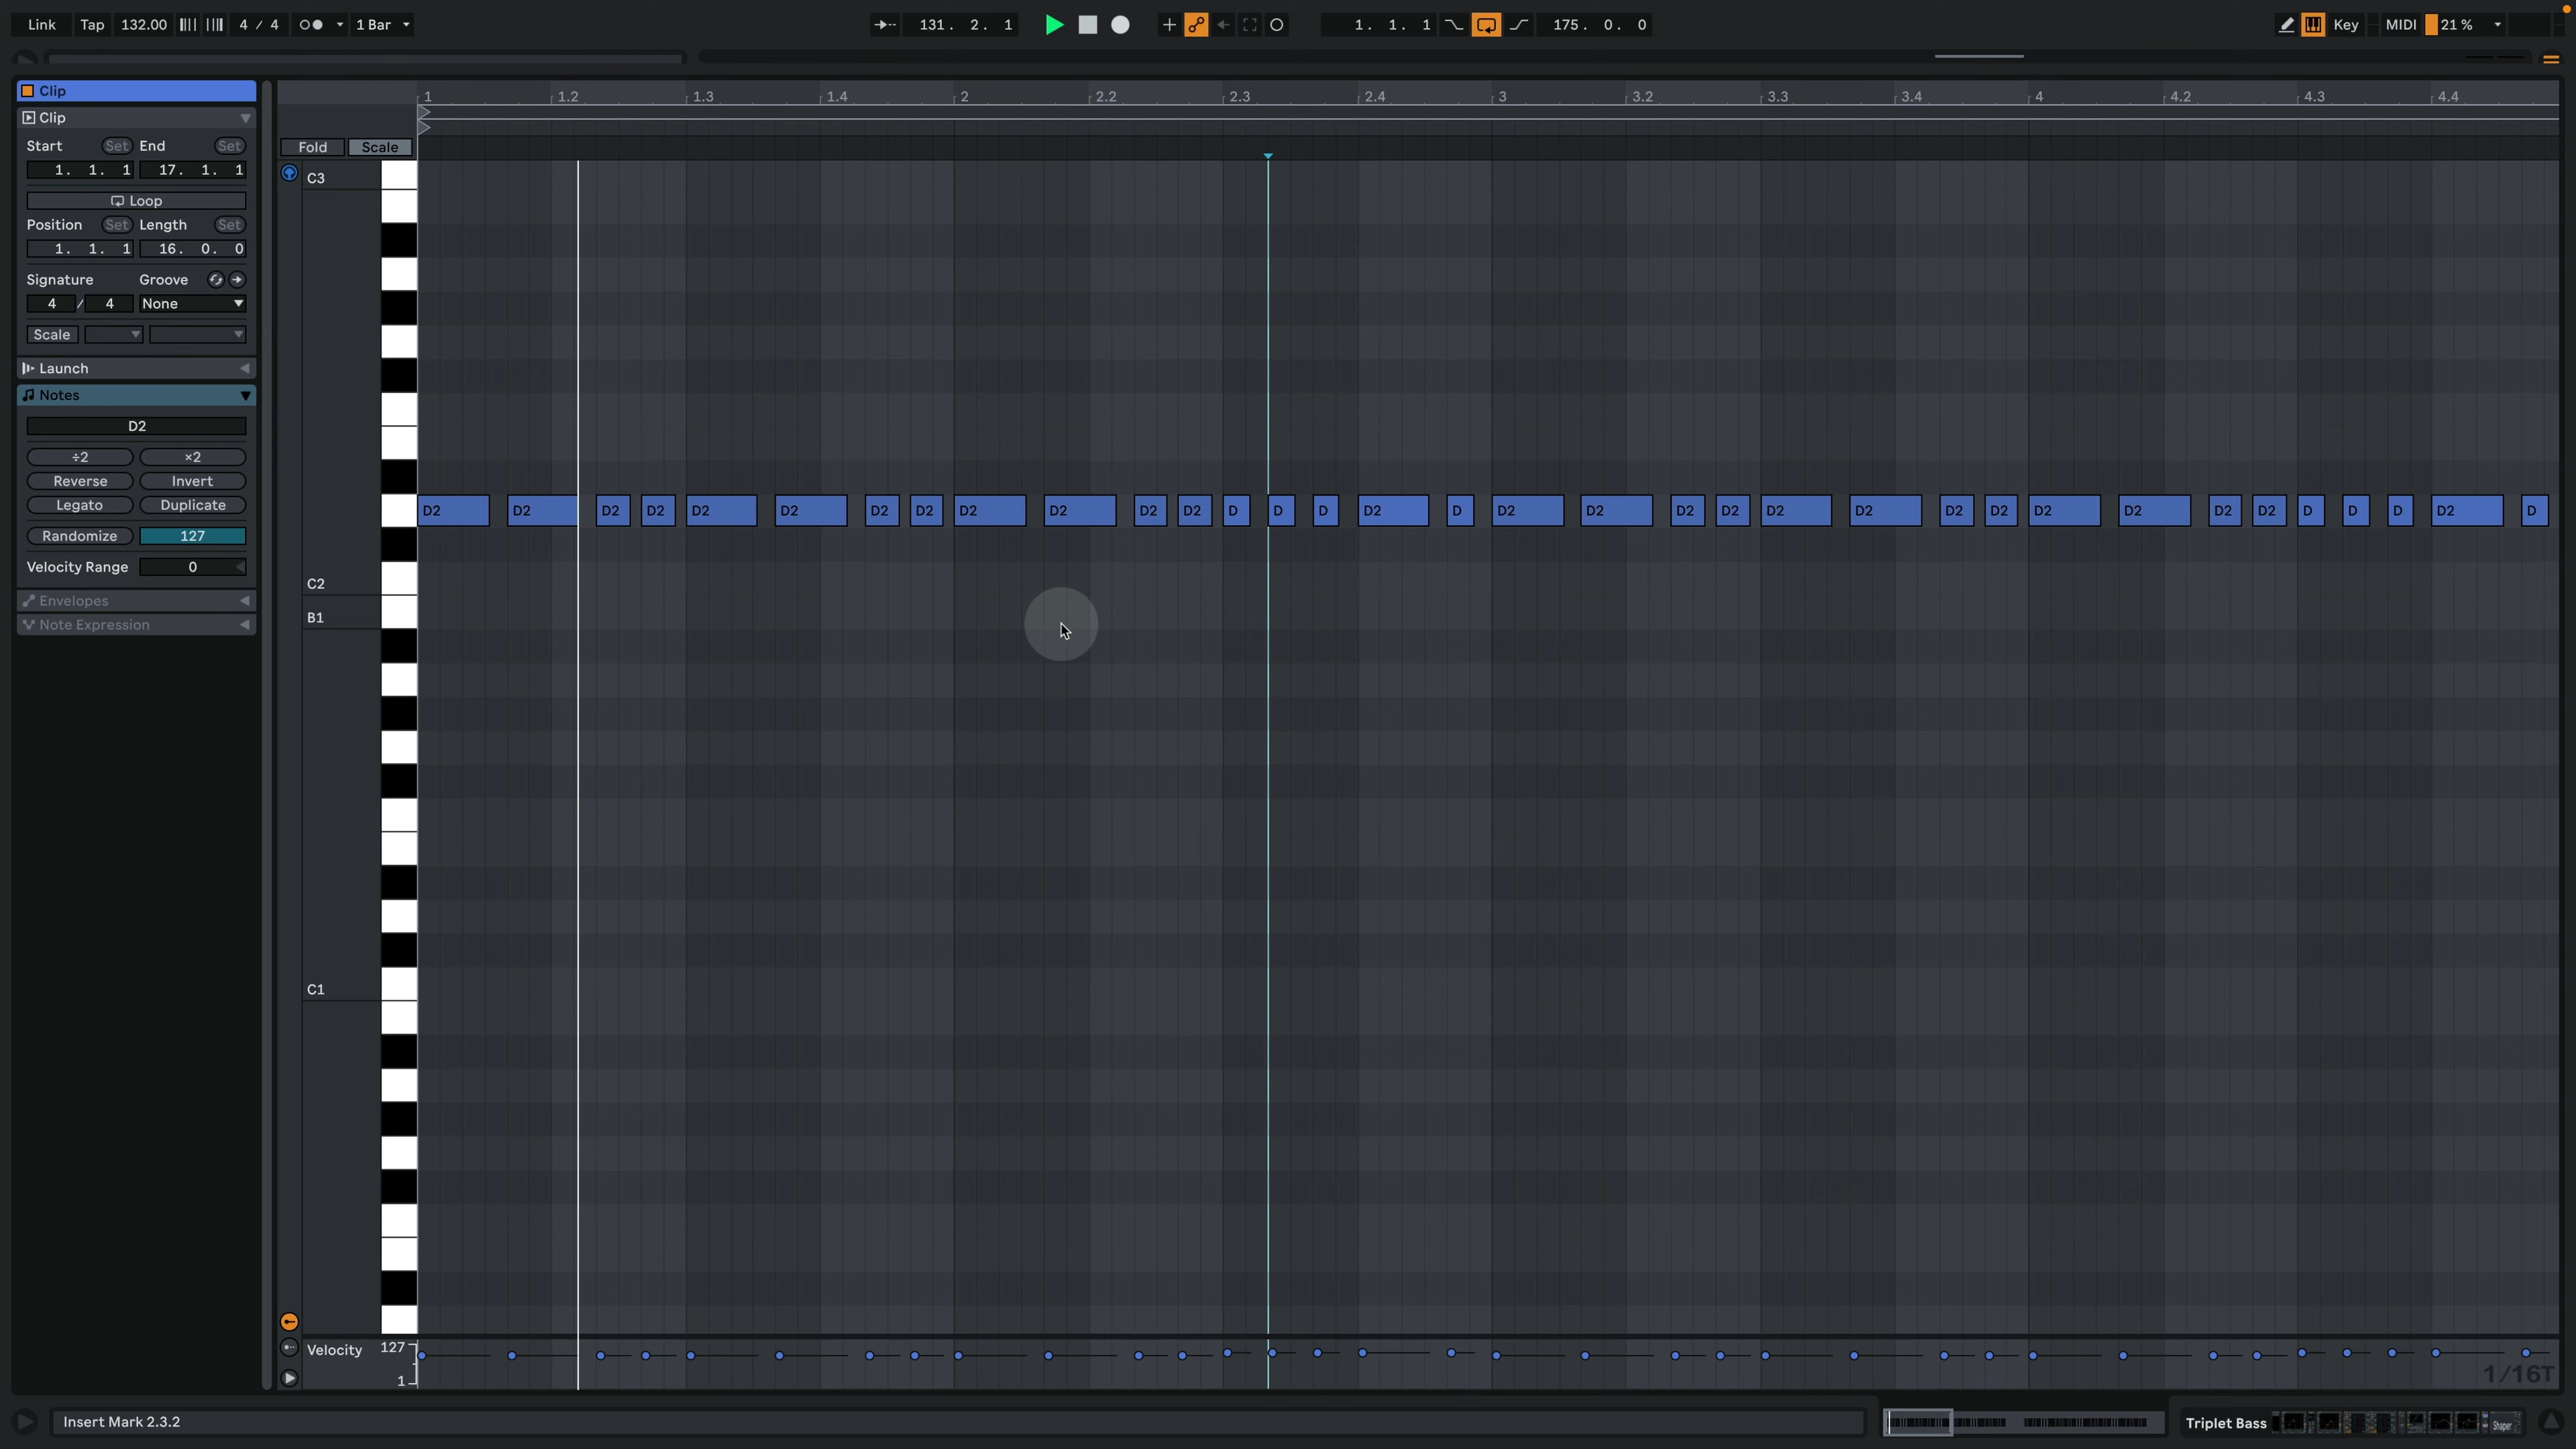 Link Tap 132.00 4 / 4 1 Bar 131. 2. 1 1. 1. 1 175. 0. 0 Key MIDI 21 %
Clip
Clip
Start Set End Set
1. 1. 1 17. 1. 1
Loop
Position Set Length Set
1. 1. 1 16. 0. 0
Signature Groove
4 / 4 None
Scale
Launch
Notes
D2
÷2 ×2
Reverse Invert
Legato Duplicate
Randomize 127
Velocity Range 0
Envelopes
Note Expression
1 1.2 1.3 1.4 2 2.2 2.3 2.4 3 3.2 3.3 3.4 4 4.2 4.3 4.4
Fold Scale
C3
D2 D2 D2 D2 D2 D2 D2 D2 D2 D2 D2 D2 D D D D2 D D2 D2 D2 D2 D2 D2 D2 D2 D2 D2 D2 D2 D D D D2 D
C2
B1
C1
Velocity 127
1
1/16T
Insert Mark 2.3.2
Triplet Bass Shaper